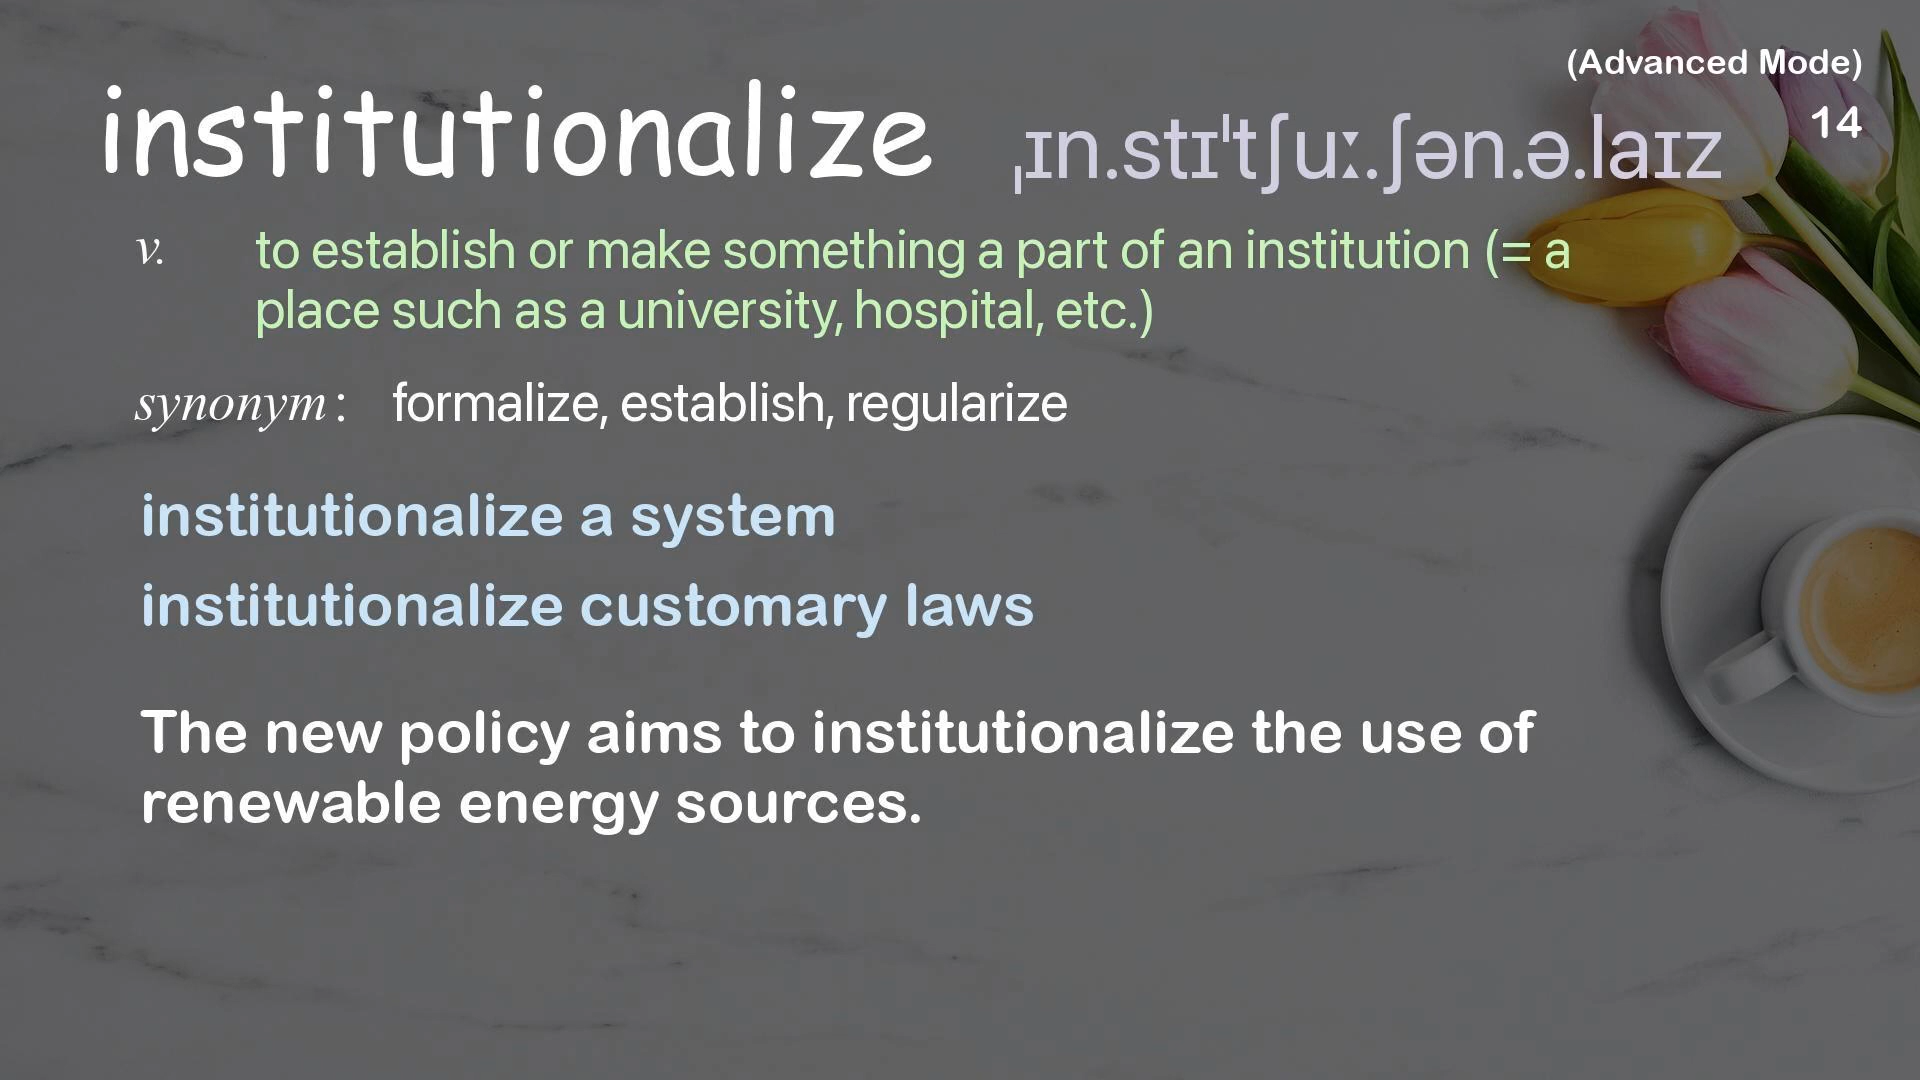 (Advanced Mode)
institutionalize ˌɪn.stɪˈtʃuː.ʃən.ə.laɪz 14
v. to establish or make something a part of an institution (= a
place such as a university, hospital, etc.)
synonym: formalize, establish, regularize
institutionalize a system
institutionalize customary laws
The new policy aims to institutionalize the use of
renewable energy sources.